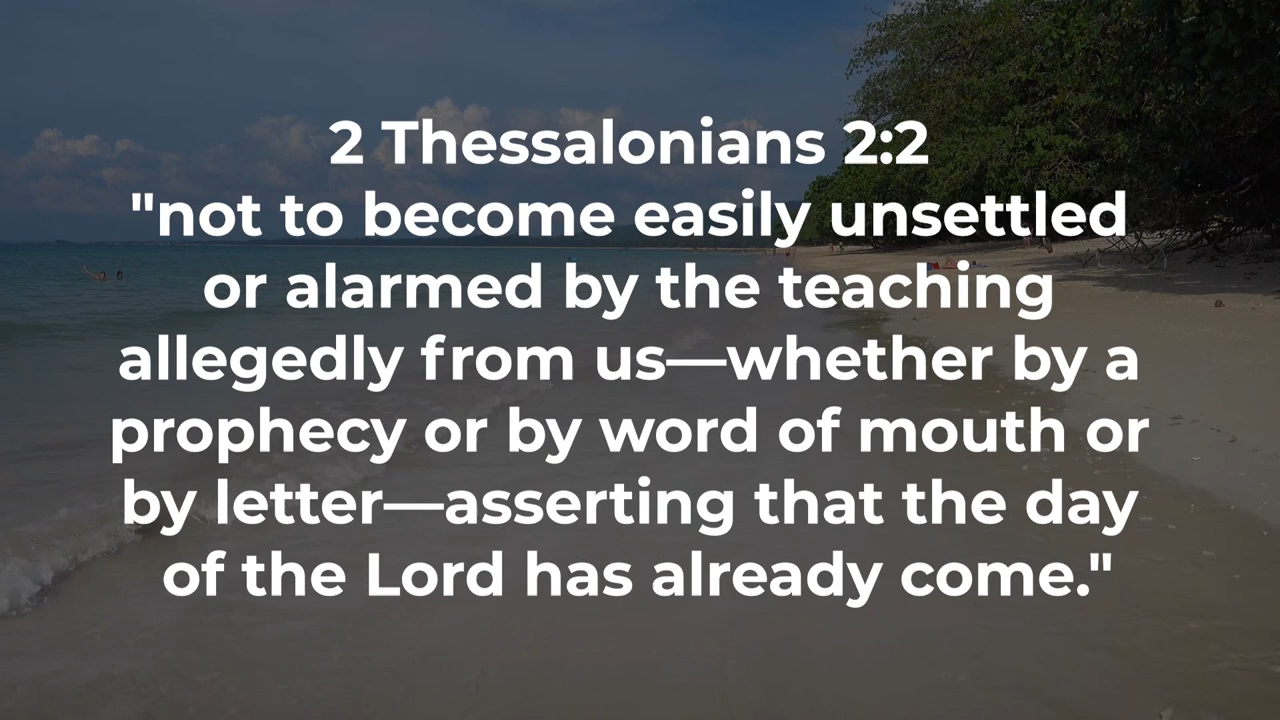 2 Thessalonians 2:2
"not to become easily unsettled
or alarmed by the teaching
allegedly from us—whether by a
prophecy or by word of mouth or
by letter—asserting that the day
of the Lord has already come."